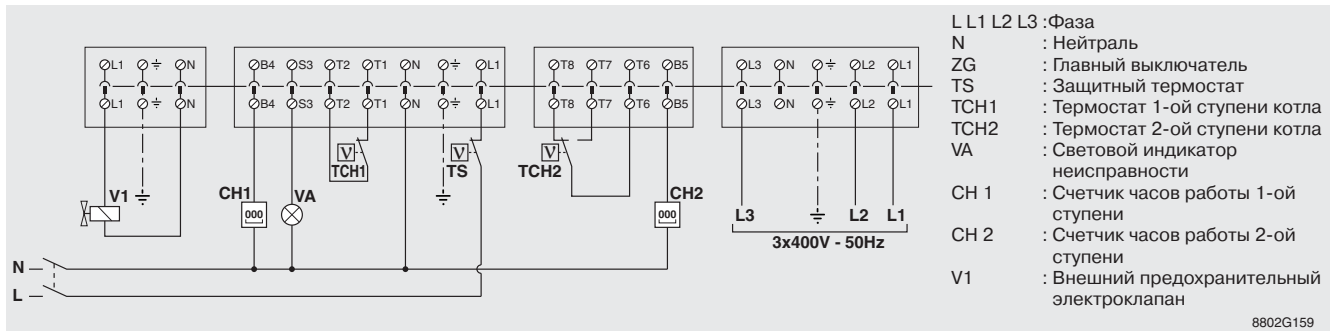 L1 ⏚ N
L1 ⏚ N
B4 S3 T2 T1 N ⏚ L1
B4 S3 T2 T1 N ⏚ L1
T8 T7 T6 B5
T8 T7 T6 B5
L3 N ⏚ L2 L1
L3 N ⏚ L2 L1
V1
CH1
000
VA
TCH1
TS
TCH2
CH2
000
L3 L2 L1
3x400V - 50Hz
N
L
L L1 L2 L3 :Фаза
N : Нейтраль
ZG : Главный выключатель
TS : Защитный термостат
TCH1 : Термостат 1-ой ступени котла
TCH2 : Термостат 2-ой ступени котла
VA : Световой индикатор
неисправности
CH 1 : Счетчик часов работы 1-ой
ступени
CH 2 : Счетчик часов работы 2-ой
ступени
V1 : Внешний предохранительный
электроклапан
8802G159